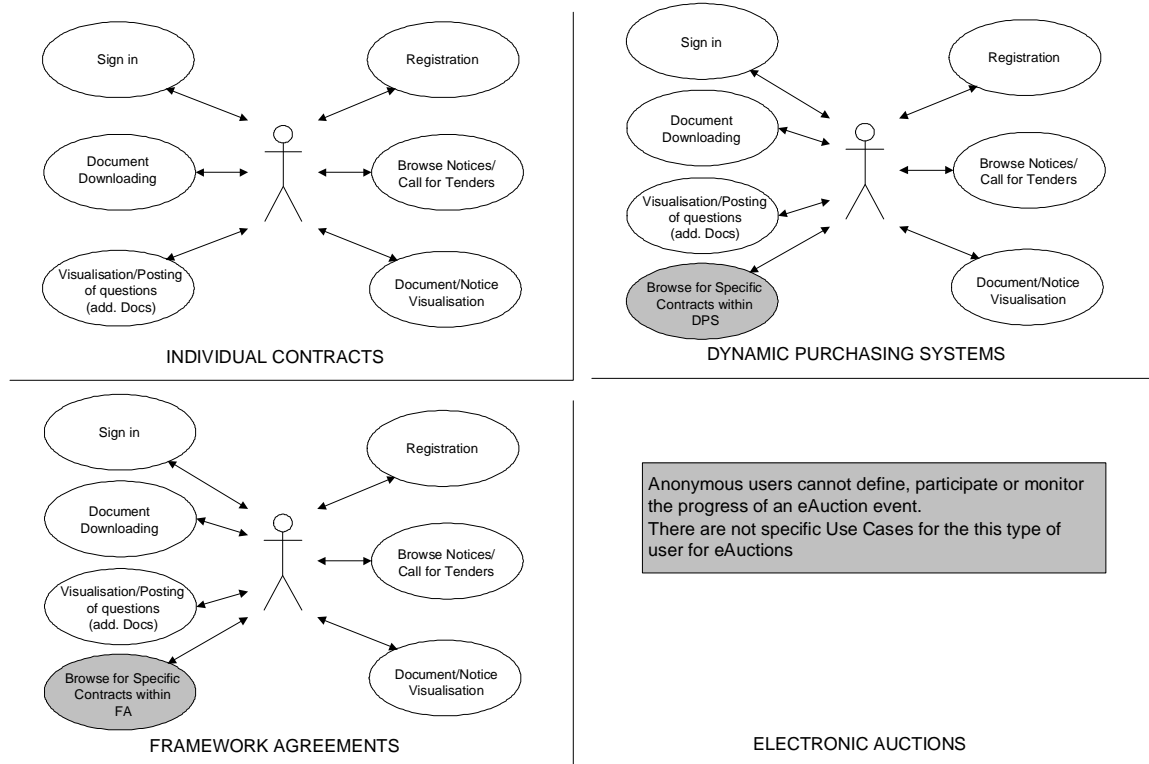 Sign in
Registration
Document
Downloading
Browse Notices/
Call for Tenders
Visualisation/Posting
of questions
(add. Docs)
Document/Notice
Visualisation
INDIVIDUAL CONTRACTS
Sign in
Registration
Document
Downloading
Browse Notices/
Call for Tenders
Visualisation/Posting
of questions
(add. Docs)
Document/Notice
Visualisation
Browse for Specific
Contracts within
DPS
DYNAMIC PURCHASING SYSTEMS
Sign in
Registration
Document
Downloading
Browse Notices/
Call for Tenders
Visualisation/Posting
of questions
(add. Docs)
Document/Notice
Visualisation
Browse for Specific
Contracts within
FA
FRAMEWORK AGREEMENTS
Anonymous users cannot define, participate or monitor
the progress of an eAuction event.
There are not specific Use Cases for the this type of
user for eAuctions
ELECTRONIC AUCTIONS